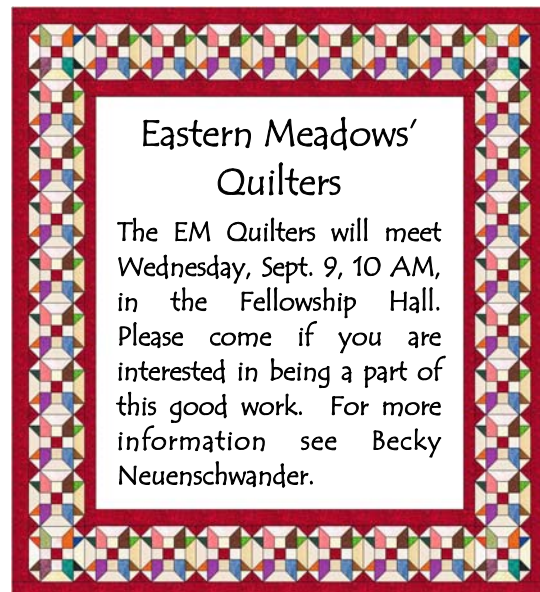 Eastern Meadows'
Quilters
The EM Quilters will meet
Wednesday, Sept. 9, 10 AM,
in the Fellowship Hall.
Please come if you are
interested in being a part of
this good work. For more
information see Becky
Neuenschwander.